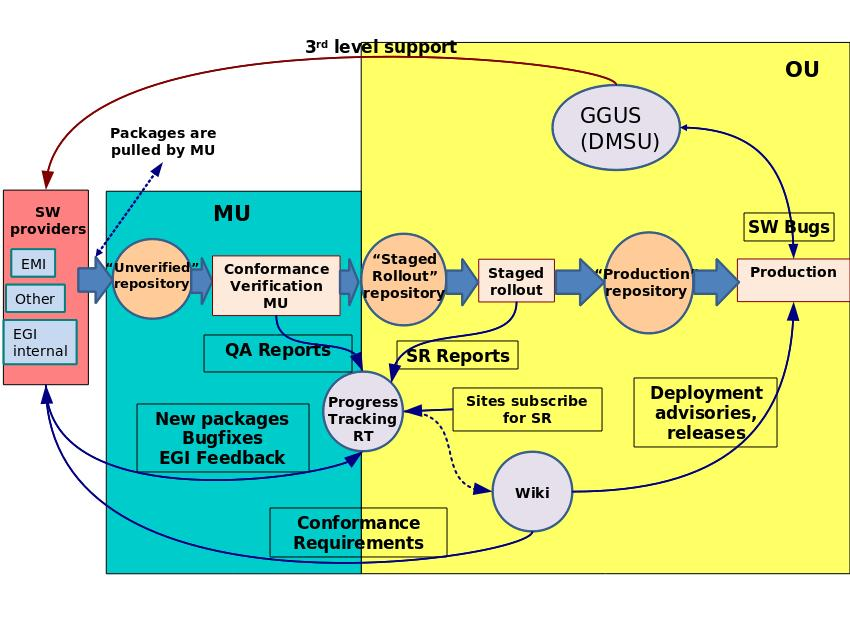 3rd level support
OU
GGUS
(DMSU)
Packages are
pulled by MU
SW
providers
EMI
Other
EGI
internal
MU
SW Bugs
“Unverified”
repository
Conformance
Verification
MU
“Staged
Rollout”
repository
Staged
rollout
“Production”
repository
Production
QA Reports
SR Reports
Progress
Tracking
RT
Sites subscribe
for SR
Deployment
advisories,
releases
New packages
Bugfixes
EGI Feedback
Wiki
Conformance
Requirements